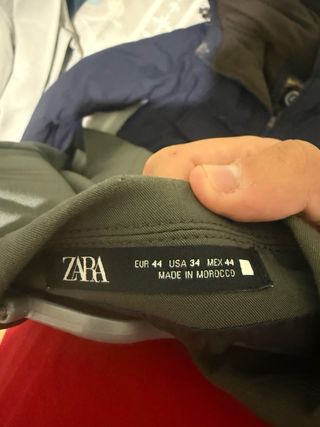 ZARA
EUR 44 USA 34 MEX 44
MADE IN MOROCCO